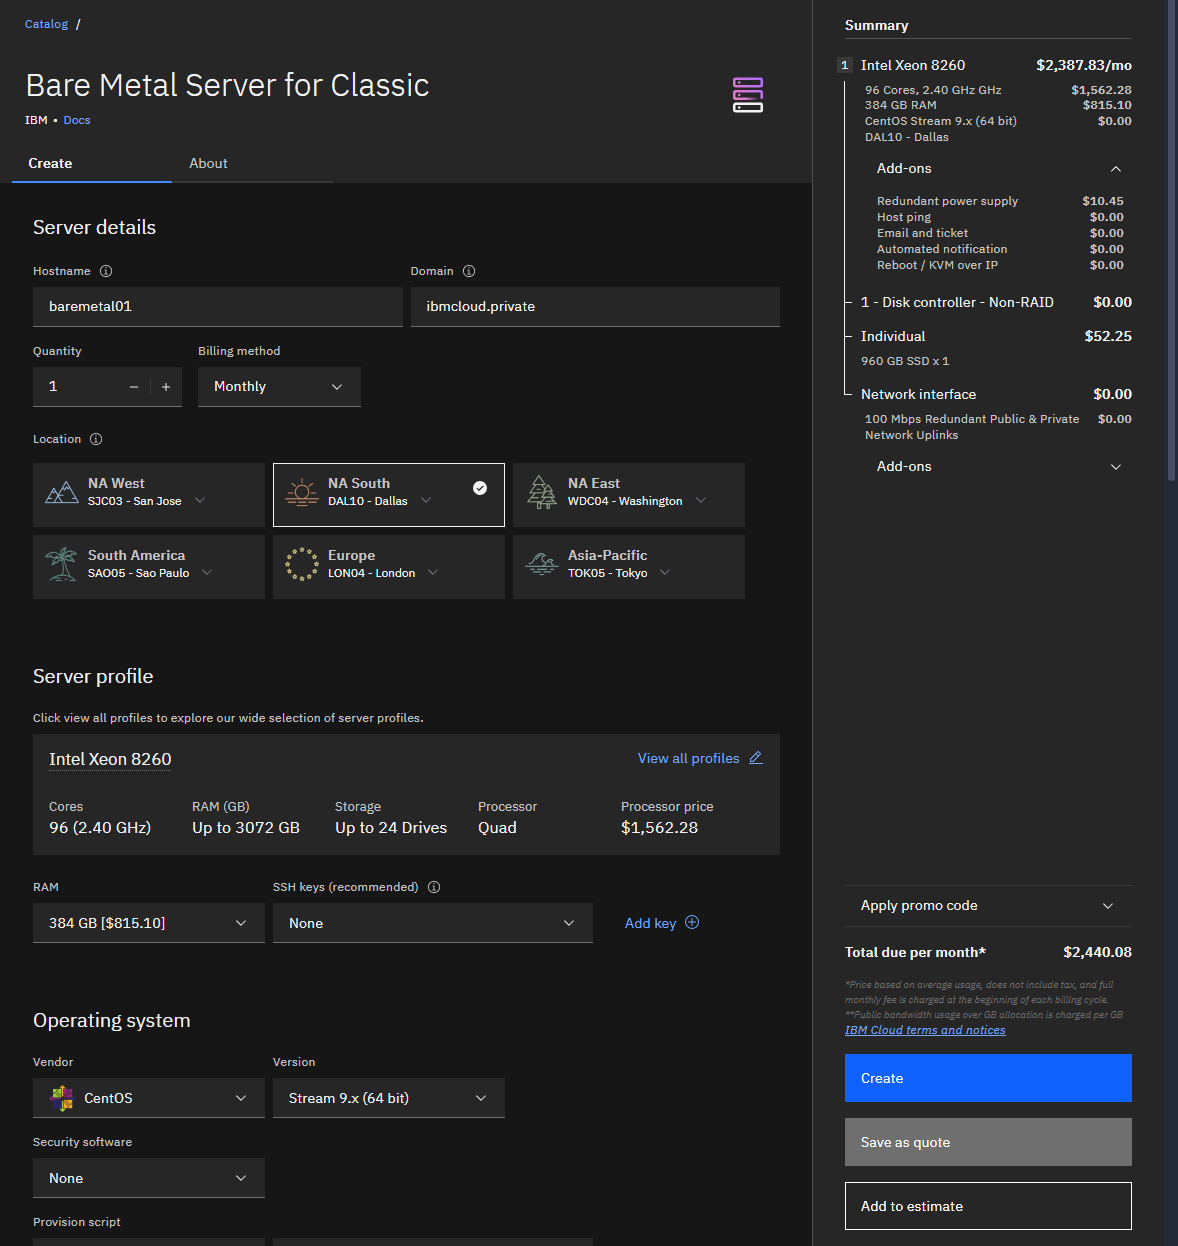 Catalog /
Bare Metal Server for Classic
IBM • Docs
Create
About
Server details
Hostname
Domain
baremetal01
ibmcloud.private
Quantity
Billing method
1
Monthly
Location
NA West
SJC03 - San Jose
NA South
DAL10 - Dallas
NA East
WDC04 - Washington
South America
SAO05 - Sao Paulo
Europe
LON04 - London
Asia-Pacific
TOK05 - Tokyo
Server profile
Click view all profiles to explore our wide selection of server profiles.
Intel Xeon 8260
View all profiles
Cores
RAM (GB)
Storage
Processor
Processor price
96 (2.40 GHz)
Up to 3072 GB
Up to 24 Drives
Quad
$1,562.28
RAM
SSH keys (recommended)
384 GB [$815.10]
None
Add key
Operating system
Vendor
Version
CentOS
Stream 9.x (64 bit)
Security software
None
Provision script
Summary
1 Intel Xeon 8260 $2,387.83/mo
96 Cores, 2.40 GHz GHz $1,562.28
384 GB RAM $815.10
CentOS Stream 9.x (64 bit) $0.00
DAL10 - Dallas
Add-ons
Redundant power supply $10.45
Host ping $0.00
Email and ticket $0.00
Automated notification $0.00
Reboot / KVM over IP $0.00
1 - Disk controller - Non-RAID $0.00
Individual $52.25
960 GB SSD x 1
Network interface $0.00
100 Mbps Redundant Public & Private $0.00
Network Uplinks
Add-ons
Apply promo code
Total due per month* $2,440.08
*Price based on average usage, does not include tax, and full
monthly fee is charged at the beginning of each billing cycle.
**Public bandwidth usage over GB allocation is charged per GB
IBM Cloud terms and notices
Create
Save as quote
Add to estimate